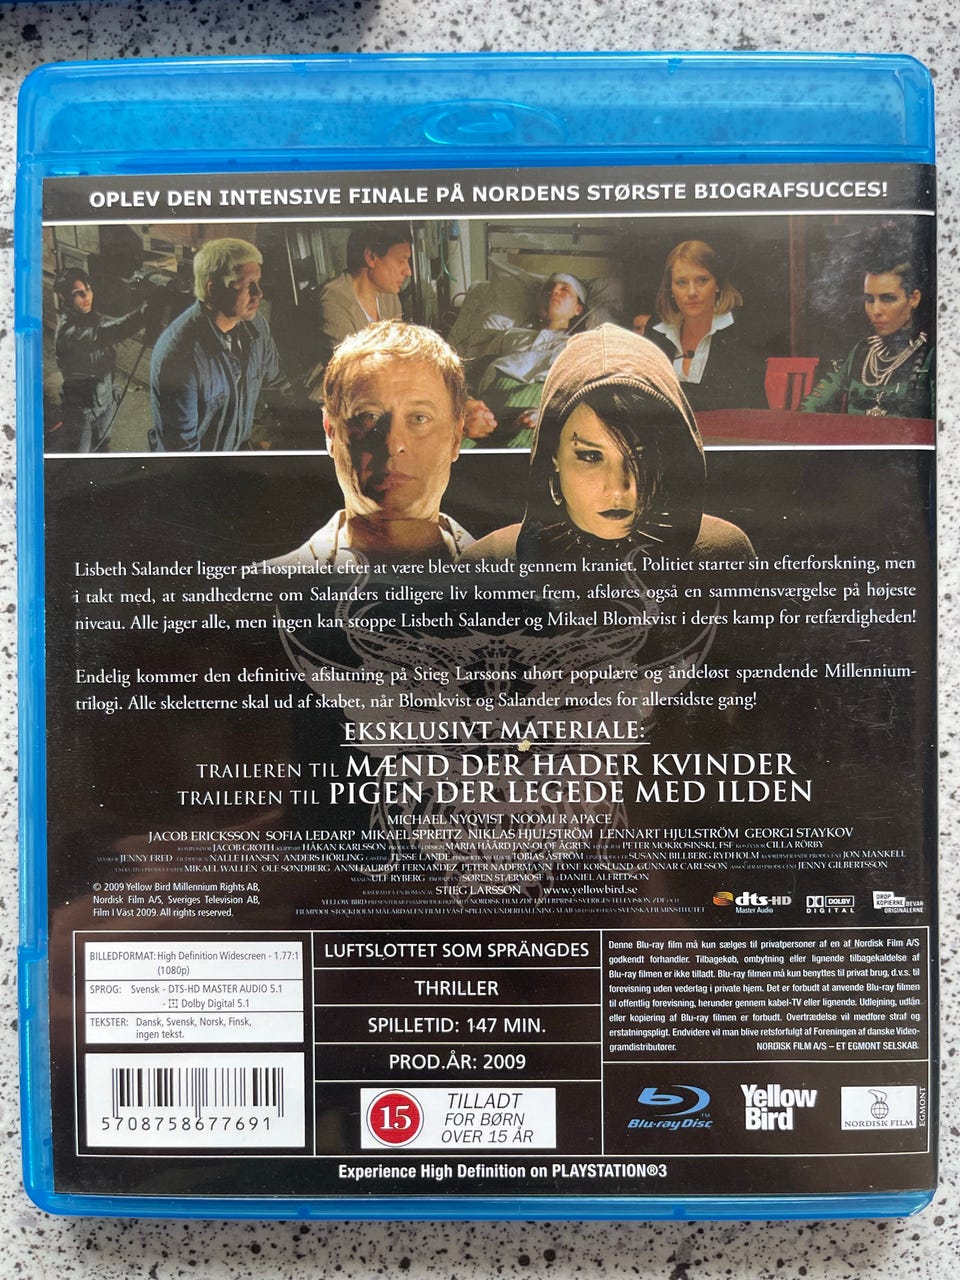 OPLEV DEN INTENSIVE FINALE PÅ NORDENS STØRSTE BIOGRAFSUCCES!
Lisbeth Salander ligger på hospitalet efter at være blevet skudt gennem kraniet. Politiet starter sin efterforskning, men
i takt med, at sandhederne om Salanders tidligere liv kommer frem, afsløres også en sammensværgelse på højeste
niveau. Alle jager alle, men ingen kan stoppe Lisbeth Salander og Mikael Blomkvist i deres kamp for retfærdigheden!
Endelig kommer den definitive afslutning på Stieg Larssons uhørt populære og åndeløst spændende Millennium-
trilogi. Alle skeletterne skal ud af skabet, når Blomkvist og Salander mødes for allersidste gang!
EKSKLUSIVT MATERIALE:
TRAILEREN TIL MÆND DER HADER KVINDER
TRAILEREN TIL PIGEN DER LEGEDE MED ILDEN
MICHAEL NYQVIST NOOMI RAPACE
JACOB ERICKSSON SOFIA LEDARP MIKAEL SPREITZ NIKLAS HJULSTRÖM LENNART HJULSTRÖM GEORGI STAYKOV
JACOB GROTH HÅKAN KARLSSON MARIA HÅÅRD JAN OLOF ÅGREN PETER MOKROSINSKI, FSF CILLA RÖRBY
JENNY FRED NALLE HANSEN ANDERS HÖRLING TUSSE LANDE TOBIAS ÅSTRÖM SUSANN BILLBERG RYDHOLM JON MANKELL
MIKAEL WALLEN OLE SØNDBERG ANNI FAURBYE FERNANDEZ PETER NADERMANN LONE KORSLUND GUNNAR CARLSSON JENNY GILBERTSSON
ULF RYBERG SØREN STÆRMOSE DANIEL ALFREDSON
STIEG LARSSON www.yellowbird.se
© 2009 Yellow Bird Millennium Rights AB,
Nordisk Film A/S, Sveriges Television AB,
Film I Väst 2009. All rights reserved.
dts-HD
Master Audio
DOLBY
DIGITAL
DROP
KOPIERNE BEVAR
ORIGINALERNE
BILLEDFORMAT: High Definition Widescreen - 1.77:1
(1080p)
SPROG: Svensk - DTS-HD MASTER AUDIO 5.1
- Dolby Digital 5.1
TEKSTER: Dansk, Svensk, Norsk, Finsk,
ingen tekst.
5708758677691
LUFTSLOTTET SOM SPRÄNGDES
THRILLER
SPILLETID: 147 MIN.
PROD.ÅR: 2009
15
TILLADT
FOR BØRN
OVER 15 ÅR
Denne Blu-ray film må kun sælges til privatpersoner af en af Nordisk Film A/S
godkendt forhandler. Tilbagekøb, ombytning eller lignende tilbagekaldelse af
Blu-ray filmen er ikke tilladt. Blu-ray filmen må kun benyttes til privat brug, d.v.s. til
forevisning uden vederlag i private hjem. Det er forbudt at anvende Blu-ray filmen
til offentlig forevisning, herunder gennem kabel-TV eller lignende. Udlejning, udlån
eller kopiering af Blu-ray filmen er forbudt. Overtrædelse vil medføre straf og
erstatningspligt. Endvidere vil man blive retsforfulgt af Foreningen af danske Video-
gramdistributører. NORDISK FILM A/S – ET EGMONT SELSKAB.
Blu-ray Disc
TM
Yellow
Bird
NORDISK FILM
EGMONT
Experience High Definition on PLAYSTATION®3